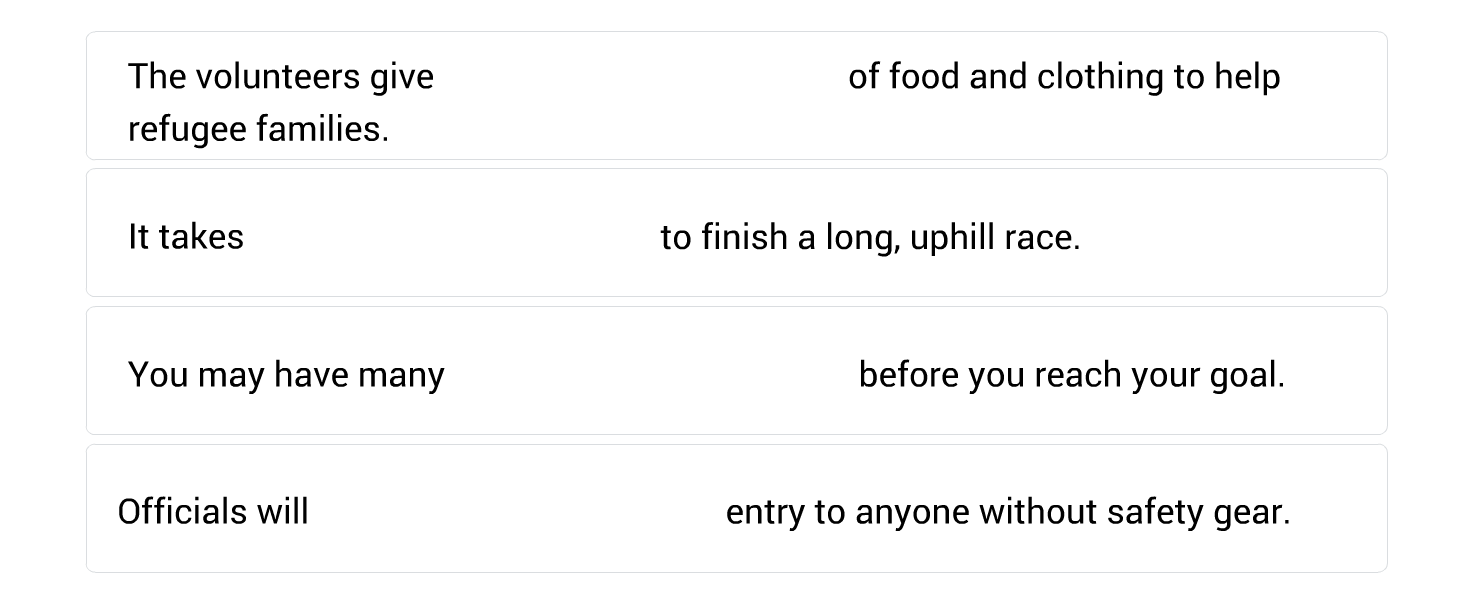 The volunteers give of food and clothing to help
refugee families.
It takes to finish a long, uphill race.
You may have many before you reach your goal.
Officials will entry to anyone without safety gear.